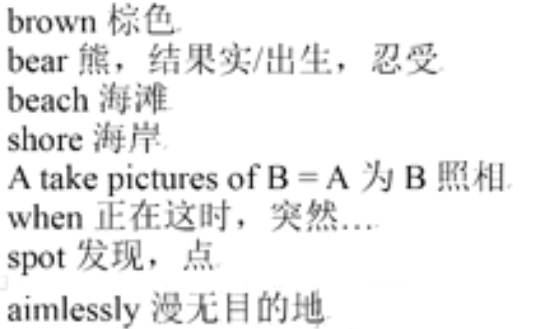 brown 棕色
bear 熊，结果实/出生，忍受
beach 海滩
shore 海岸
A take pictures of B = A 为 B 照相
when 正在这时，突然…
spot 发现，点
aimlessly 漫无目的地